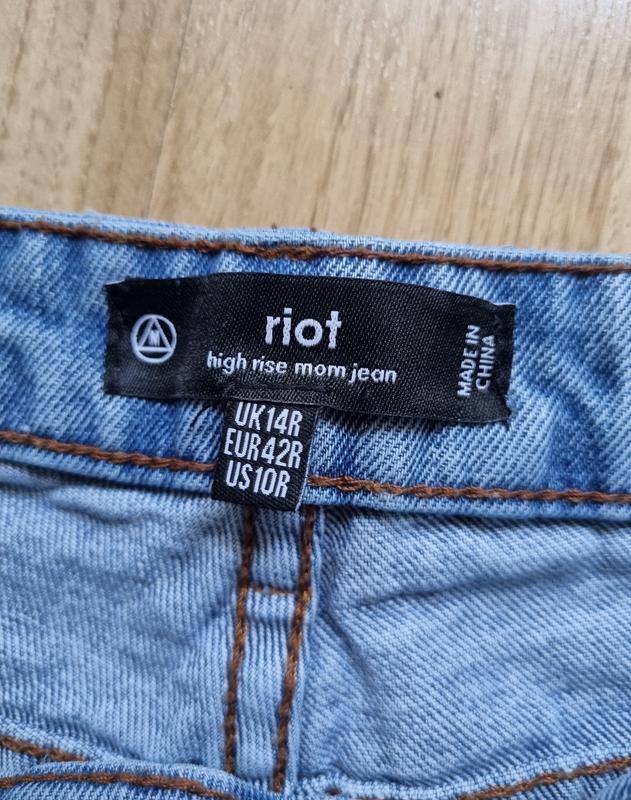 riot
high rise mom jean
MADE IN
CHINA
UK14R
EUR42R
US10R